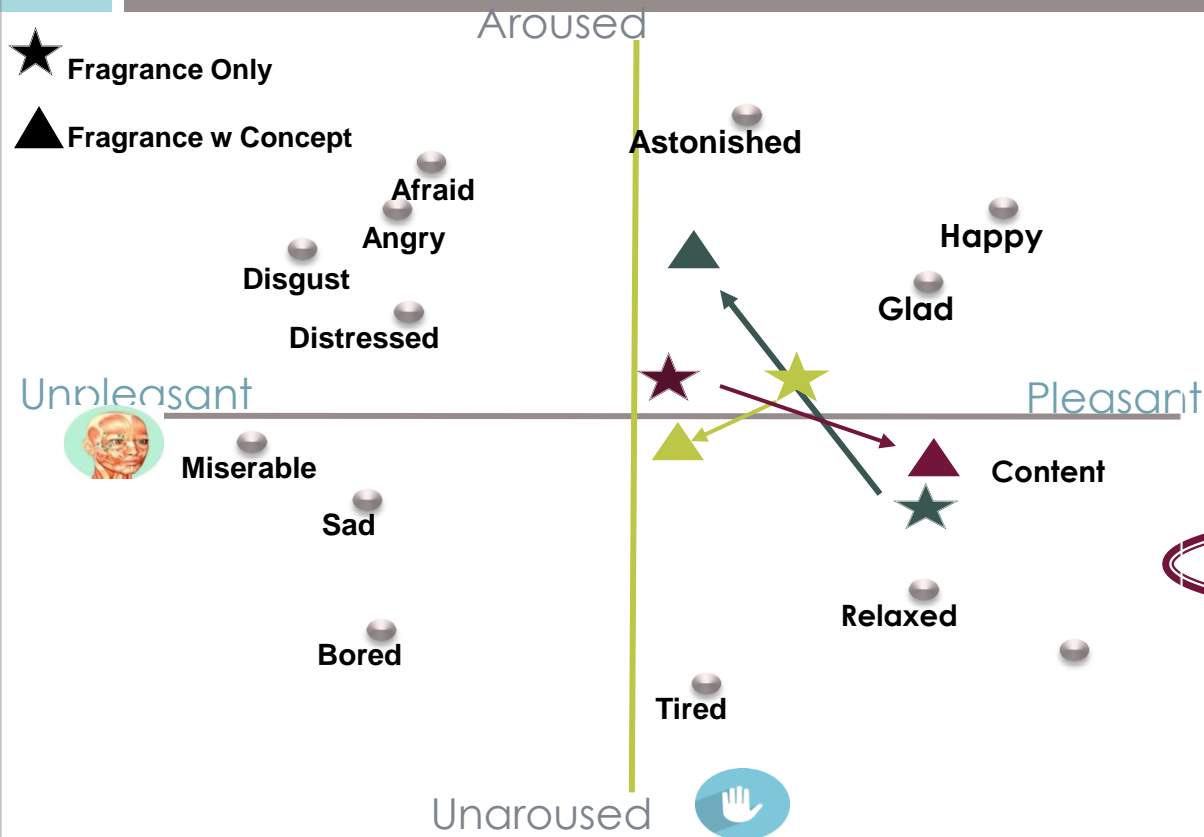 Aroused
Fragrance Only
Fragrance w Concept
Astonished
Afraid
Angry
Happy
Disgust
Glad
Distressed
Unpleasant
Pleasant
Miserable
Content
Sad
Relaxed
Bored
Tired
Unaroused